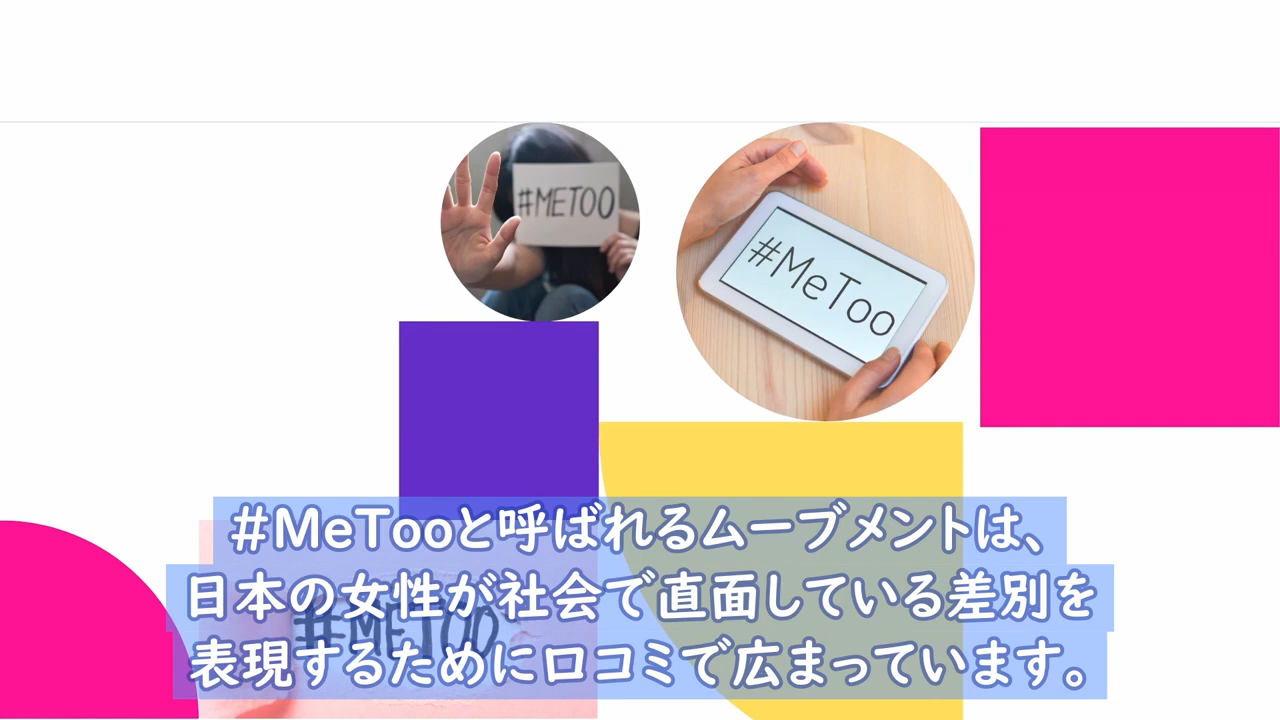 #METOO
#MeToo
#MeTooと呼ばれるムーブメントは、
日本の女性が社会で直面している差別を
#METOO
表現するために口コミで広まっています。